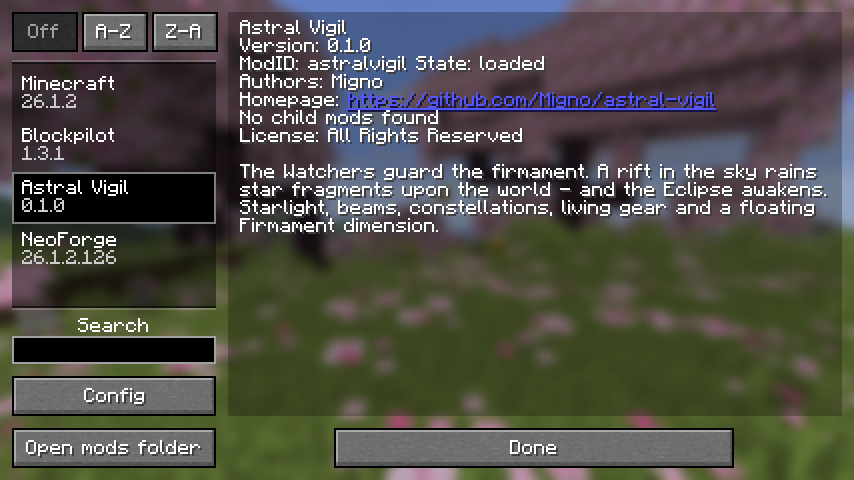 Off
A-Z
Z-A
Minecraft
26.1.2
Blockpilot
1.3.1
Astral Vigil
0.1.0
NeoForge
26.1.2.126
Search
Config
Open mods folder
Astral Vigil
Version: 0.1.0
ModID: astralvigil State: loaded
Authors: Migno
Homepage: https://github.com/Migno/astral-vigil
No child mods found
License: All Rights Reserved
The Watchers guard the firmament. A rift in the sky rains
star fragments upon the world – and the Eclipse awakens.
Starlight, beams, constellations, living gear and a floating
Firmament dimension.
Done